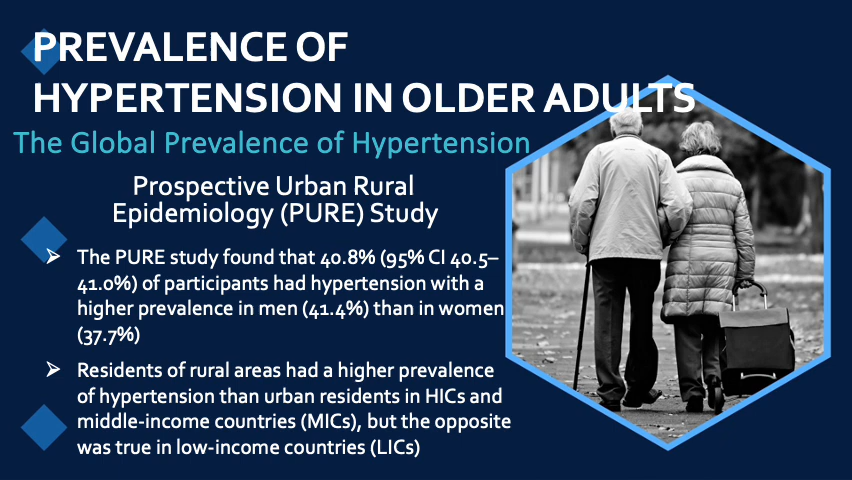 PREVALENCE OF
HYPERTENSION IN OLDER ADULTS
The Global Prevalence of Hypertension
Prospective Urban Rural
Epidemiology (PURE) Study
➢ The PURE study found that 40.8% (95% CI 40.5–
41.0%) of participants had hypertension with a
higher prevalence in men (41.4%) than in women
(37.7%)
➢ Residents of rural areas had a higher prevalence
of hypertension than urban residents in HICs and
middle-income countries (MICs), but the opposite
was true in low-income countries (LICs)